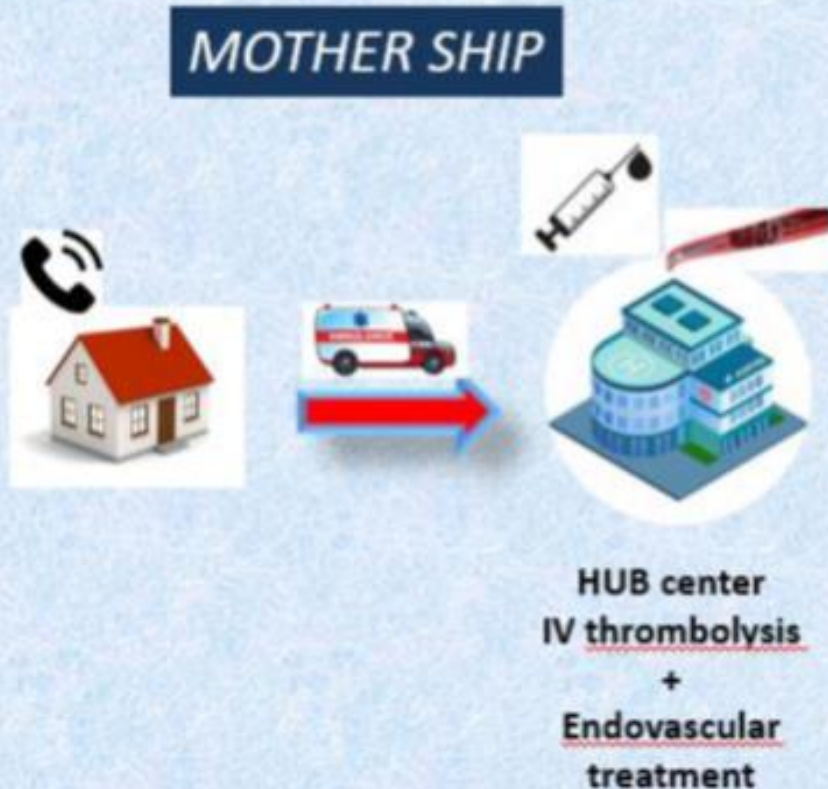 MOTHER SHIP
HUB center
IV thrombolysis
+
Endovascular
treatment